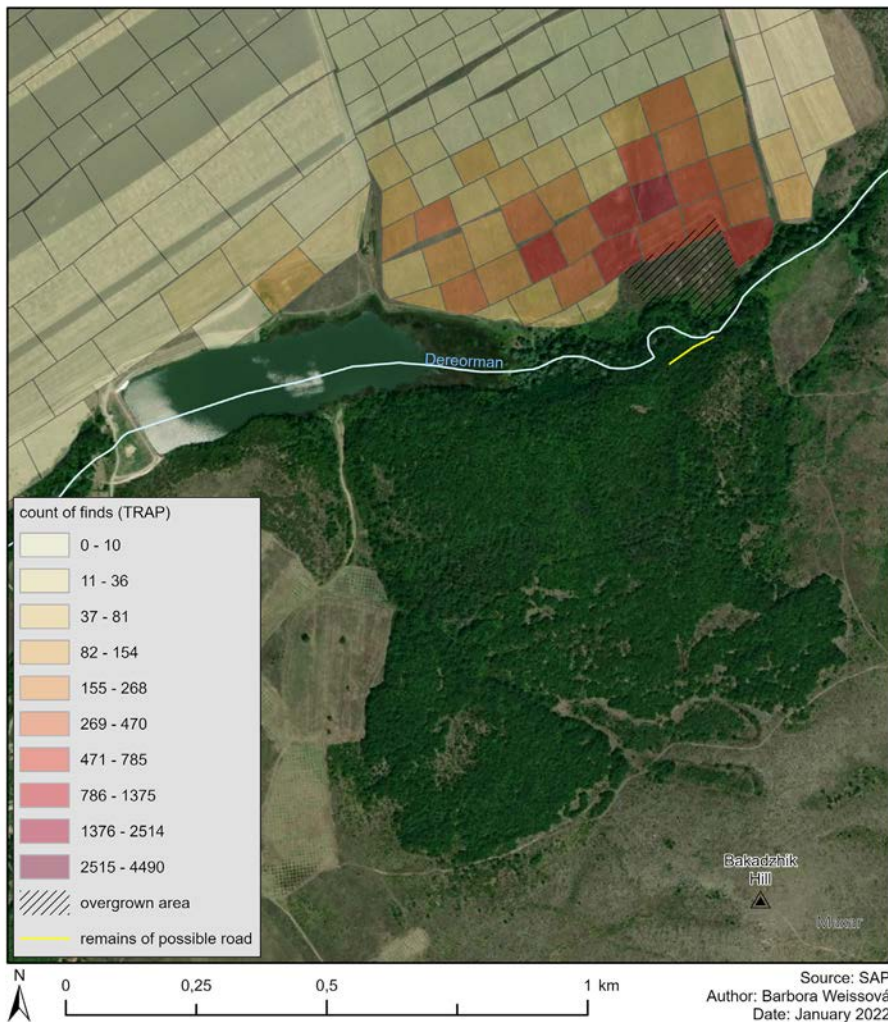 Dereorman
count of finds (TRAP)
0 - 10
11 - 36
37 - 81
82 - 154
155 - 268
269 - 470
471 - 785
786 - 1375
1376 - 2514
2515 - 4490
overgrown area
remains of possible road
Bakadzhik
Hill
Maxar
N
0 0,25 0,5 1 km
Source: SAP
Author: Barbora Weissová
Date: January 2022